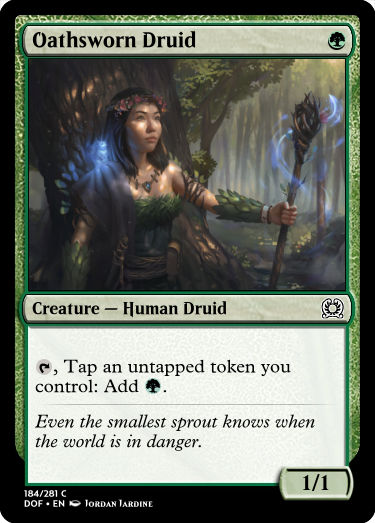 Oathsworn Druid
Creature — Human Druid
, Tap an untapped token you
control: Add .
Even the smallest sprout knows when
the world is in danger.
1/1
184/281 C
DOF • EN Jordan Jardine